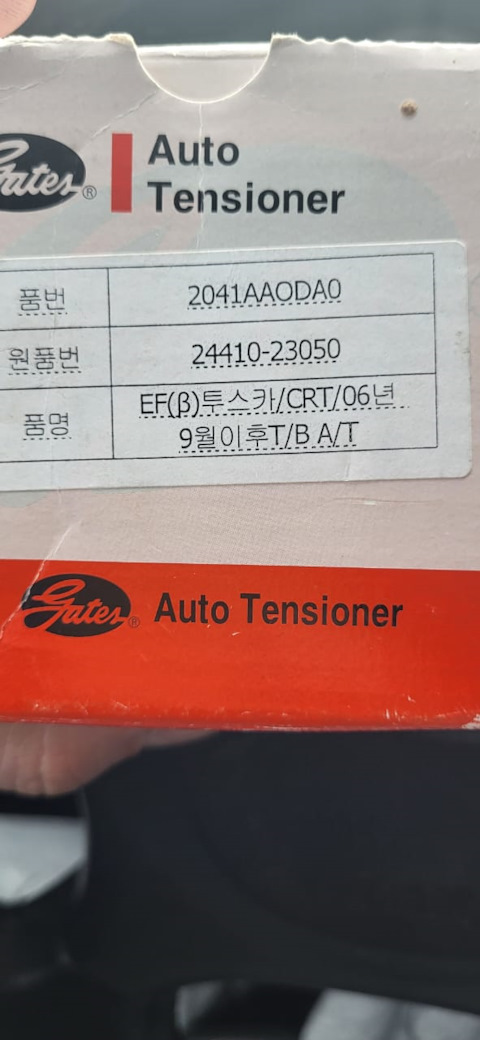 Gates® Auto
Tensioner
품번 2041AAODA0
원품번 24410-23050
품명 EF(β)투스카/CRT/06년
9월이후T/B A/T
Gates® Auto Tensioner